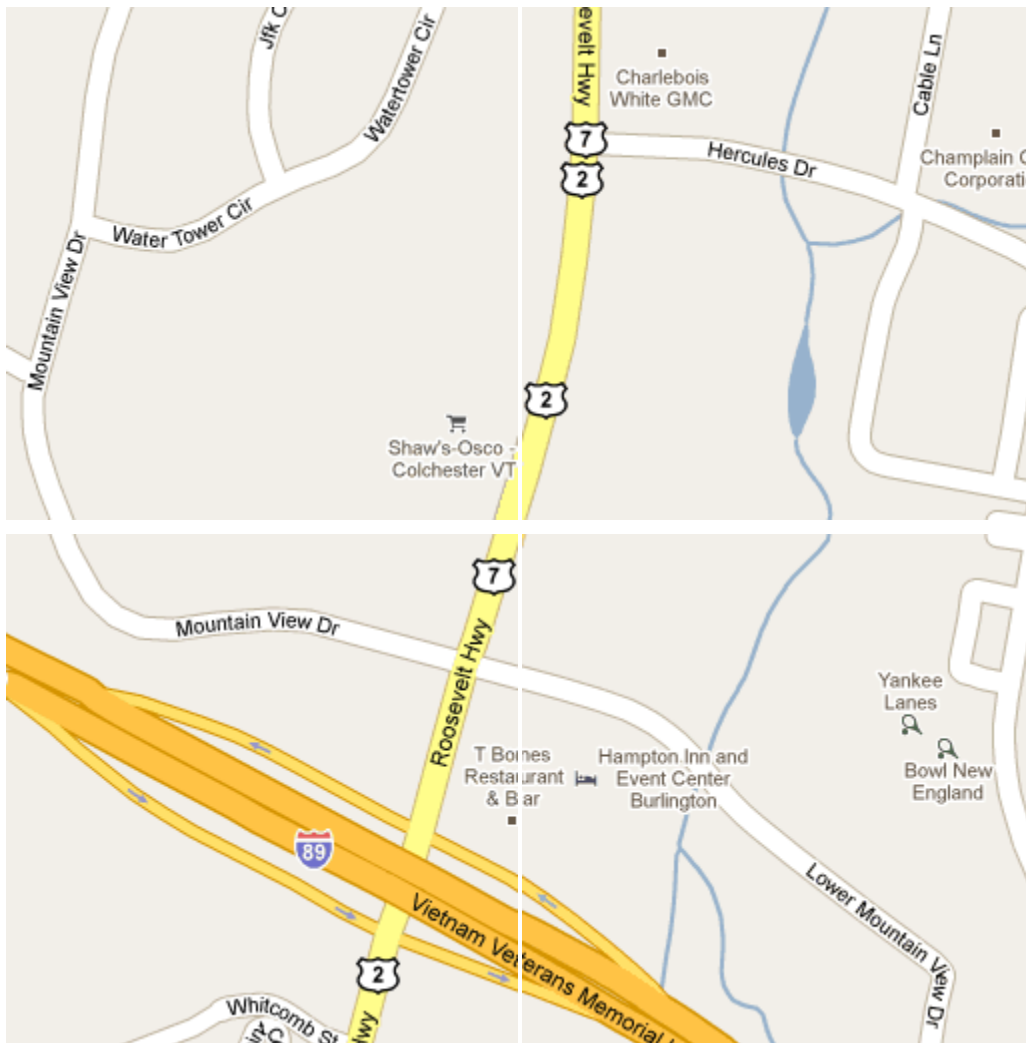 Jfk C
Watertower Cir
evelt Hwy
Charlebois
White GMC
Cable Ln
7
2
Hercules Dr
Champlain C
Corporati
Water Tower Cir
Mountain View Dr
2
Shaw's-Osco -
Colchester VT
7
Mountain View Dr
Roosevelt Hwy
Yankee
Lanes
T Bones
Restaurant
& Bar
Hampton Inn and
Event Center
Burlington
Bowl New
England
89
Lower Mountain View Dr
Vietnam Veterans Memorial
2
Whitcomb St
Hwy